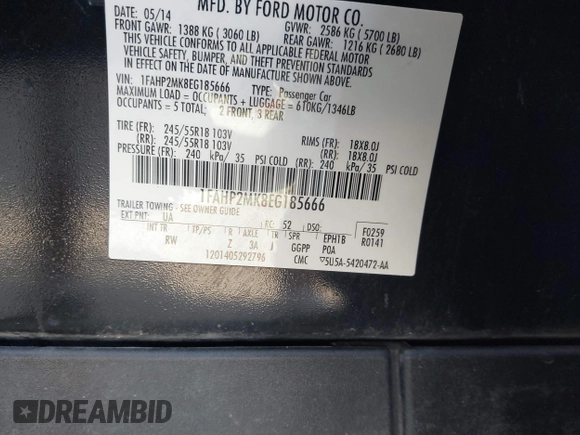 MFD. BY FORD MOTOR CO.
DATE: 05/14 GVWR: 2586 KG ( 5700 LB)
FRONT GAWR: 1388 KG ( 3060 LB) REAR GAWR: 1216 KG ( 2680 LB)
THIS VEHICLE CONFORMS TO ALL APPLICABLE FEDERAL MOTOR
VEHICLE SAFETY, BUMPER, AND THEFT PREVENTION STANDARDS
IN EFFECT ON THE DATE OF MANUFACTURE SHOWN ABOVE.
VIN: 1FAHP2MK8EG185666 TYPE: Passenger Car
MAXIMUM LOAD = OCCUPANTS + LUGGAGE = 610KG/1346LB
OCCUPANTS = 5 TOTAL: 2 FRONT, 3 REAR
TIRE (FR): 245/55R18 103V RIMS (FR): 18X8.0J
(RR): 245/55R18 103V (RR): 18X8.0J
PRESSURE (FR): 240 kPa/ 35 PSI COLD (RR): 240 kPa/ 35 PSI COLD
1FAHP2MK8EG185666
TRAILER TOWING - SEE OWNER GUIDE
EXT PNT: UA RC: 52 DSO: F0259
INT TR TP/PS R AXLE TR SPR EPH1B R0141
RW Z 3A J GGPP POA
1201405292796 CMC 5U5A-5420472-AA
DREAMBID